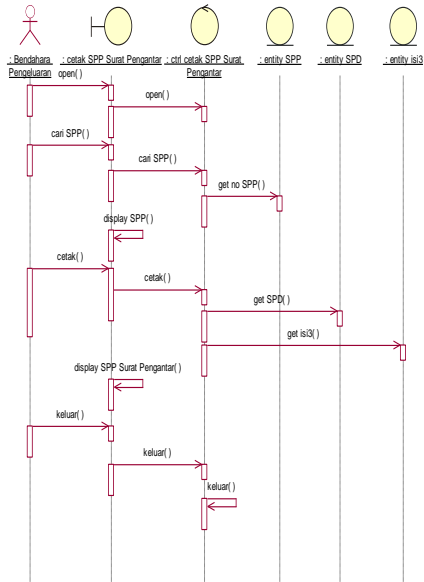 : Bendahara Pengeluaran
: cetak SPP Surat Pengantar
: ctrl cetak SPP Surat Pengantar
: entity SPP
: entity SPD
: entity isi3
open( )
open( )
cari SPP( )
cari SPP( )
get no SPP( )
display SPP( )
cetak( )
cetak( )
get SPD( )
get isi3( )
display SPP Surat Pengantar( )
keluar( )
keluar( )
keluar( )